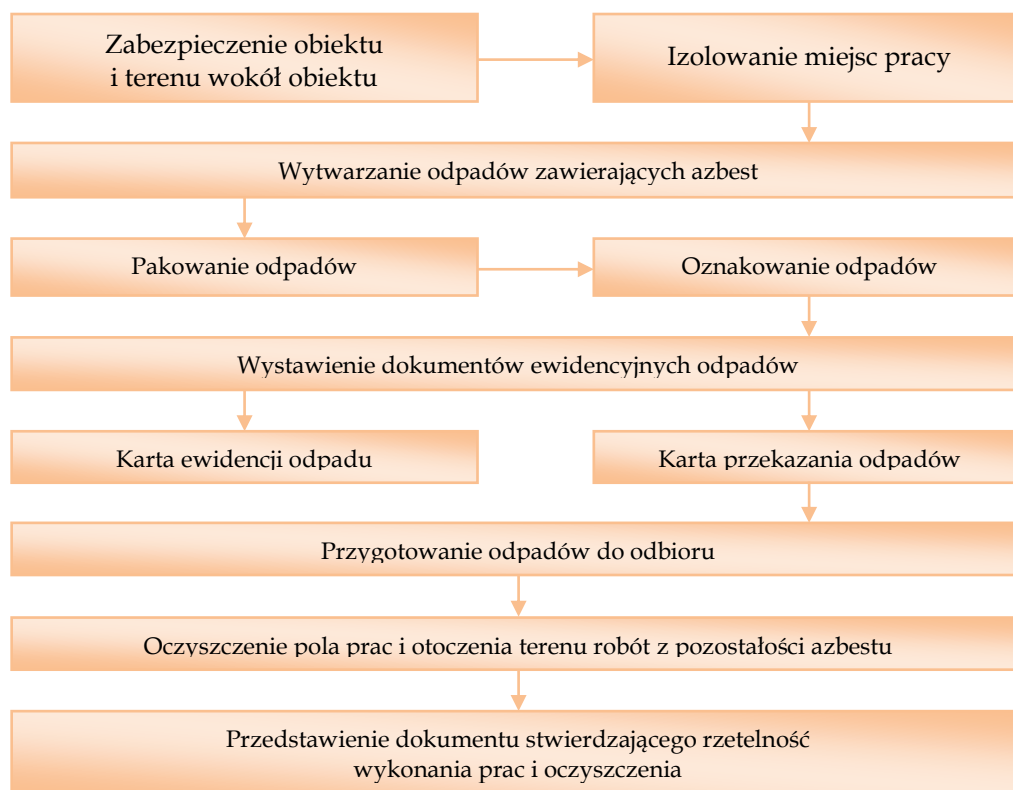 Zabezpieczenie obiektu
i terenu wokół obiektu
Izolowanie miejsc pracy
Wytwarzanie odpadów zawierających azbest
Pakowanie odpadów
Oznakowanie odpadów
Wystawienie dokumentów ewidencyjnych odpadów
Karta ewidencji odpadu
Karta przekazania odpadów
Przygotowanie odpadów do odbioru
Oczyszczenie pola prac i otoczenia terenu robót z pozostałości azbestu
Przedstawienie dokumentu stwierdzającego rzetelność
wykonania prac i oczyszczenia